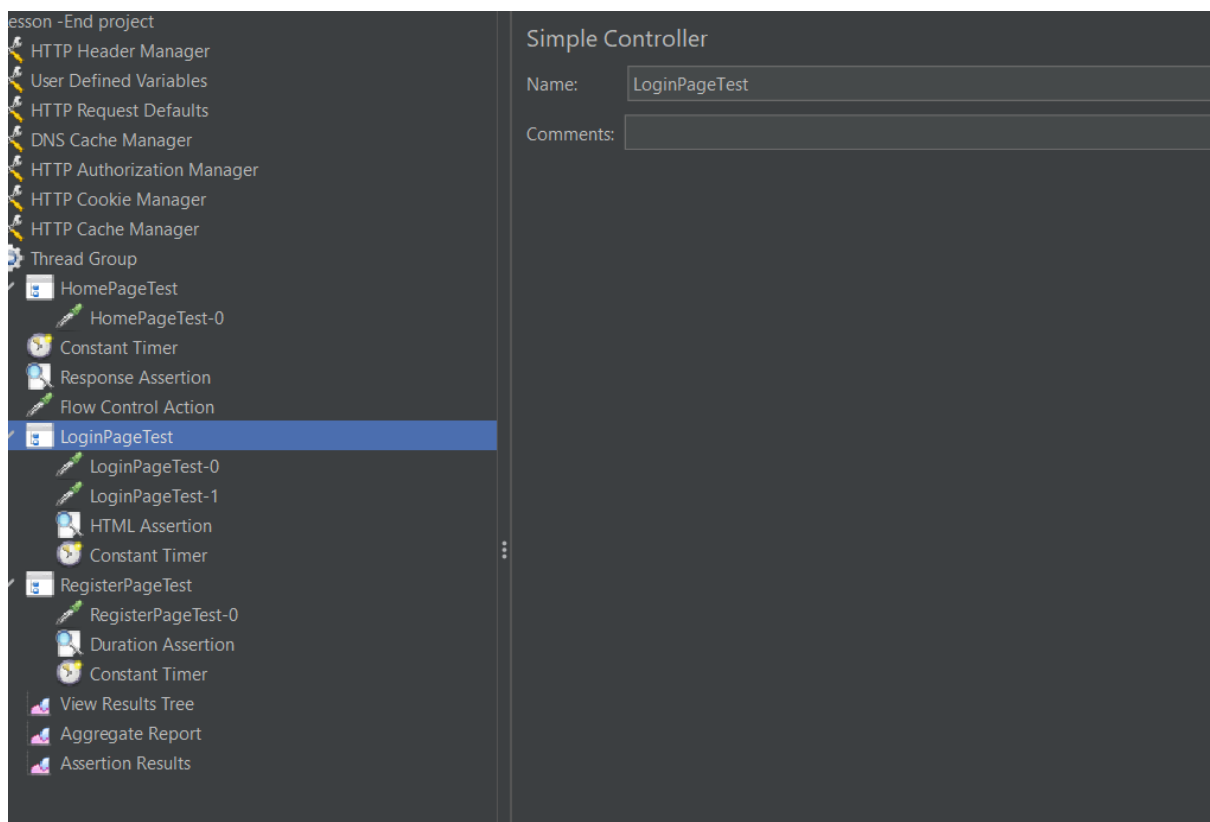 esson -End project
HTTP Header Manager
User Defined Variables
HTTP Request Defaults
DNS Cache Manager
HTTP Authorization Manager
HTTP Cookie Manager
HTTP Cache Manager
Thread Group
HomePageTest
HomePageTest-0
Constant Timer
Response Assertion
Flow Control Action
LoginPageTest
LoginPageTest-0
LoginPageTest-1
HTML Assertion
Constant Timer
RegisterPageTest
RegisterPageTest-0
Duration Assertion
Constant Timer
View Results Tree
Aggregate Report
Assertion Results
Simple Controller
Name: LoginPageTest
Comments: